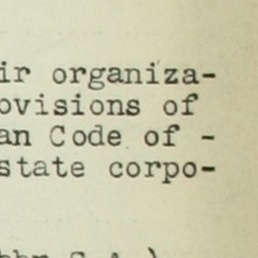 ir organiza-
ovisions of
an Code of -
state corpo-
S.A.)